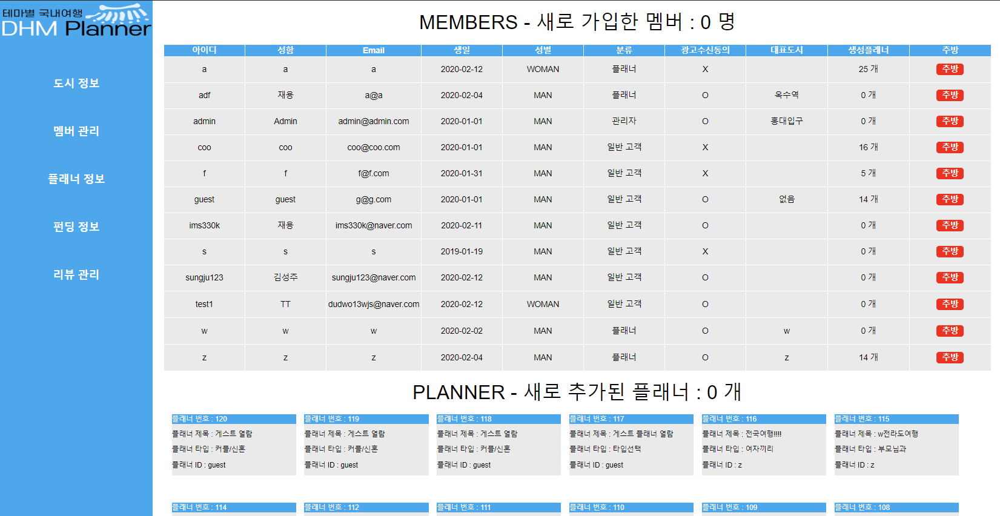 테마별 국내여행
DHM Planner
도시 정보
멤버 관리
플래너 정보
펀딩 정보
리뷰 관리
MEMBERS - 새로 가입한 멤버 : 0 명
아이디 성함 Email 생일 성별 분류 광고수신동의 대표도시 생성플래너 추방
a a a 2020-02-12 WOMAN 플래너 X 25 개 추방
adf 재용 a@a 2020-02-04 MAN 플래너 O 옥수역 0 개 추방
admin Admin admin@admin.com 2020-01-01 MAN 관리자 O 홍대입구 0 개 추방
coo coo coo@coo.com 2020-01-01 MAN 일반 고객 X 16 개 추방
f f f@f.com 2020-01-31 MAN 일반 고객 X 5 개 추방
guest guest g@g.com 2020-01-01 MAN 일반 고객 O 없음 14 개 추방
ims330k 재용 ims330k@naver.com 2020-02-11 MAN 일반 고객 O 0 개 추방
s s s 2019-01-19 MAN 일반 고객 X 0 개 추방
sungju123 김성주 sungju123@naver.com 2020-02-12 MAN 일반 고객 O 0 개 추방
test1 TT dudwo13wjs@naver.com 2020-02-12 WOMAN 일반 고객 O 0 개 추방
w w w 2020-02-02 MAN 플래너 O w 0 개 추방
z z z 2020-02-04 MAN 플래너 O z 14 개 추방
PLANNER - 새로 추가된 플래너 : 0 개
플래너 번호 : 120 플래너 번호 : 119 플래너 번호 : 118 플래너 번호 : 117 플래너 번호 : 116 플래너 번호 : 115
플래너 제목 : 게스트 열람 플래너 제목 : 게스트 열람 플래너 제목 : 게스트 열람 플래너 제목 : 게스트 플래너 열람 플래너 제목 : 전국여행!!!! 플래너 제목 : w전라도여행
플래너 타입 : 커플/신혼 플래너 타입 : 커플/신혼 플래너 타입 : 커플/신혼 플래너 타입 : 타입선택 플래너 타입 : 여자끼리 플래너 타입 : 부모님과
플래너 ID : guest 플래너 ID : guest 플래너 ID : guest 플래너 ID : guest 플래너 ID : z 플래너 ID : z
플래너 번호 : 114 플래너 번호 : 112 플래너 번호 : 111 플래너 번호 : 110 플래너 번호 : 109 플래너 번호 : 108